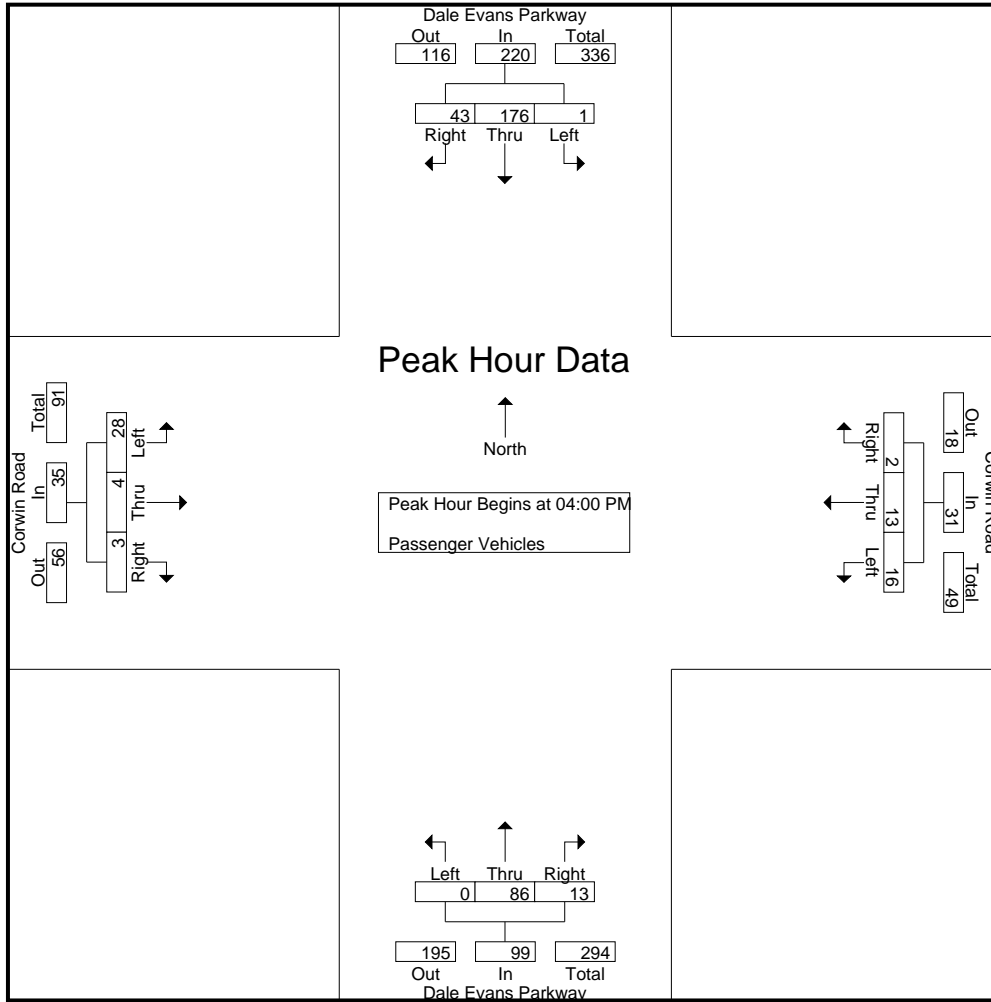 Dale Evans Parkway
Out In Total
116 220 336
43 176 1
Right Thru Left
Peak Hour Data
North
Peak Hour Begins at 04:00 PM
Passenger Vehicles
Corwin Road
Out In Total
56 35 91
3 4 28
Right Thru Left
Corwin Road
Out In Total
18 31 49
2 13 16
Right Thru Left
Left Thru Right
0 86 13
195 99 294
Out In Total
Dale Evans Parkway